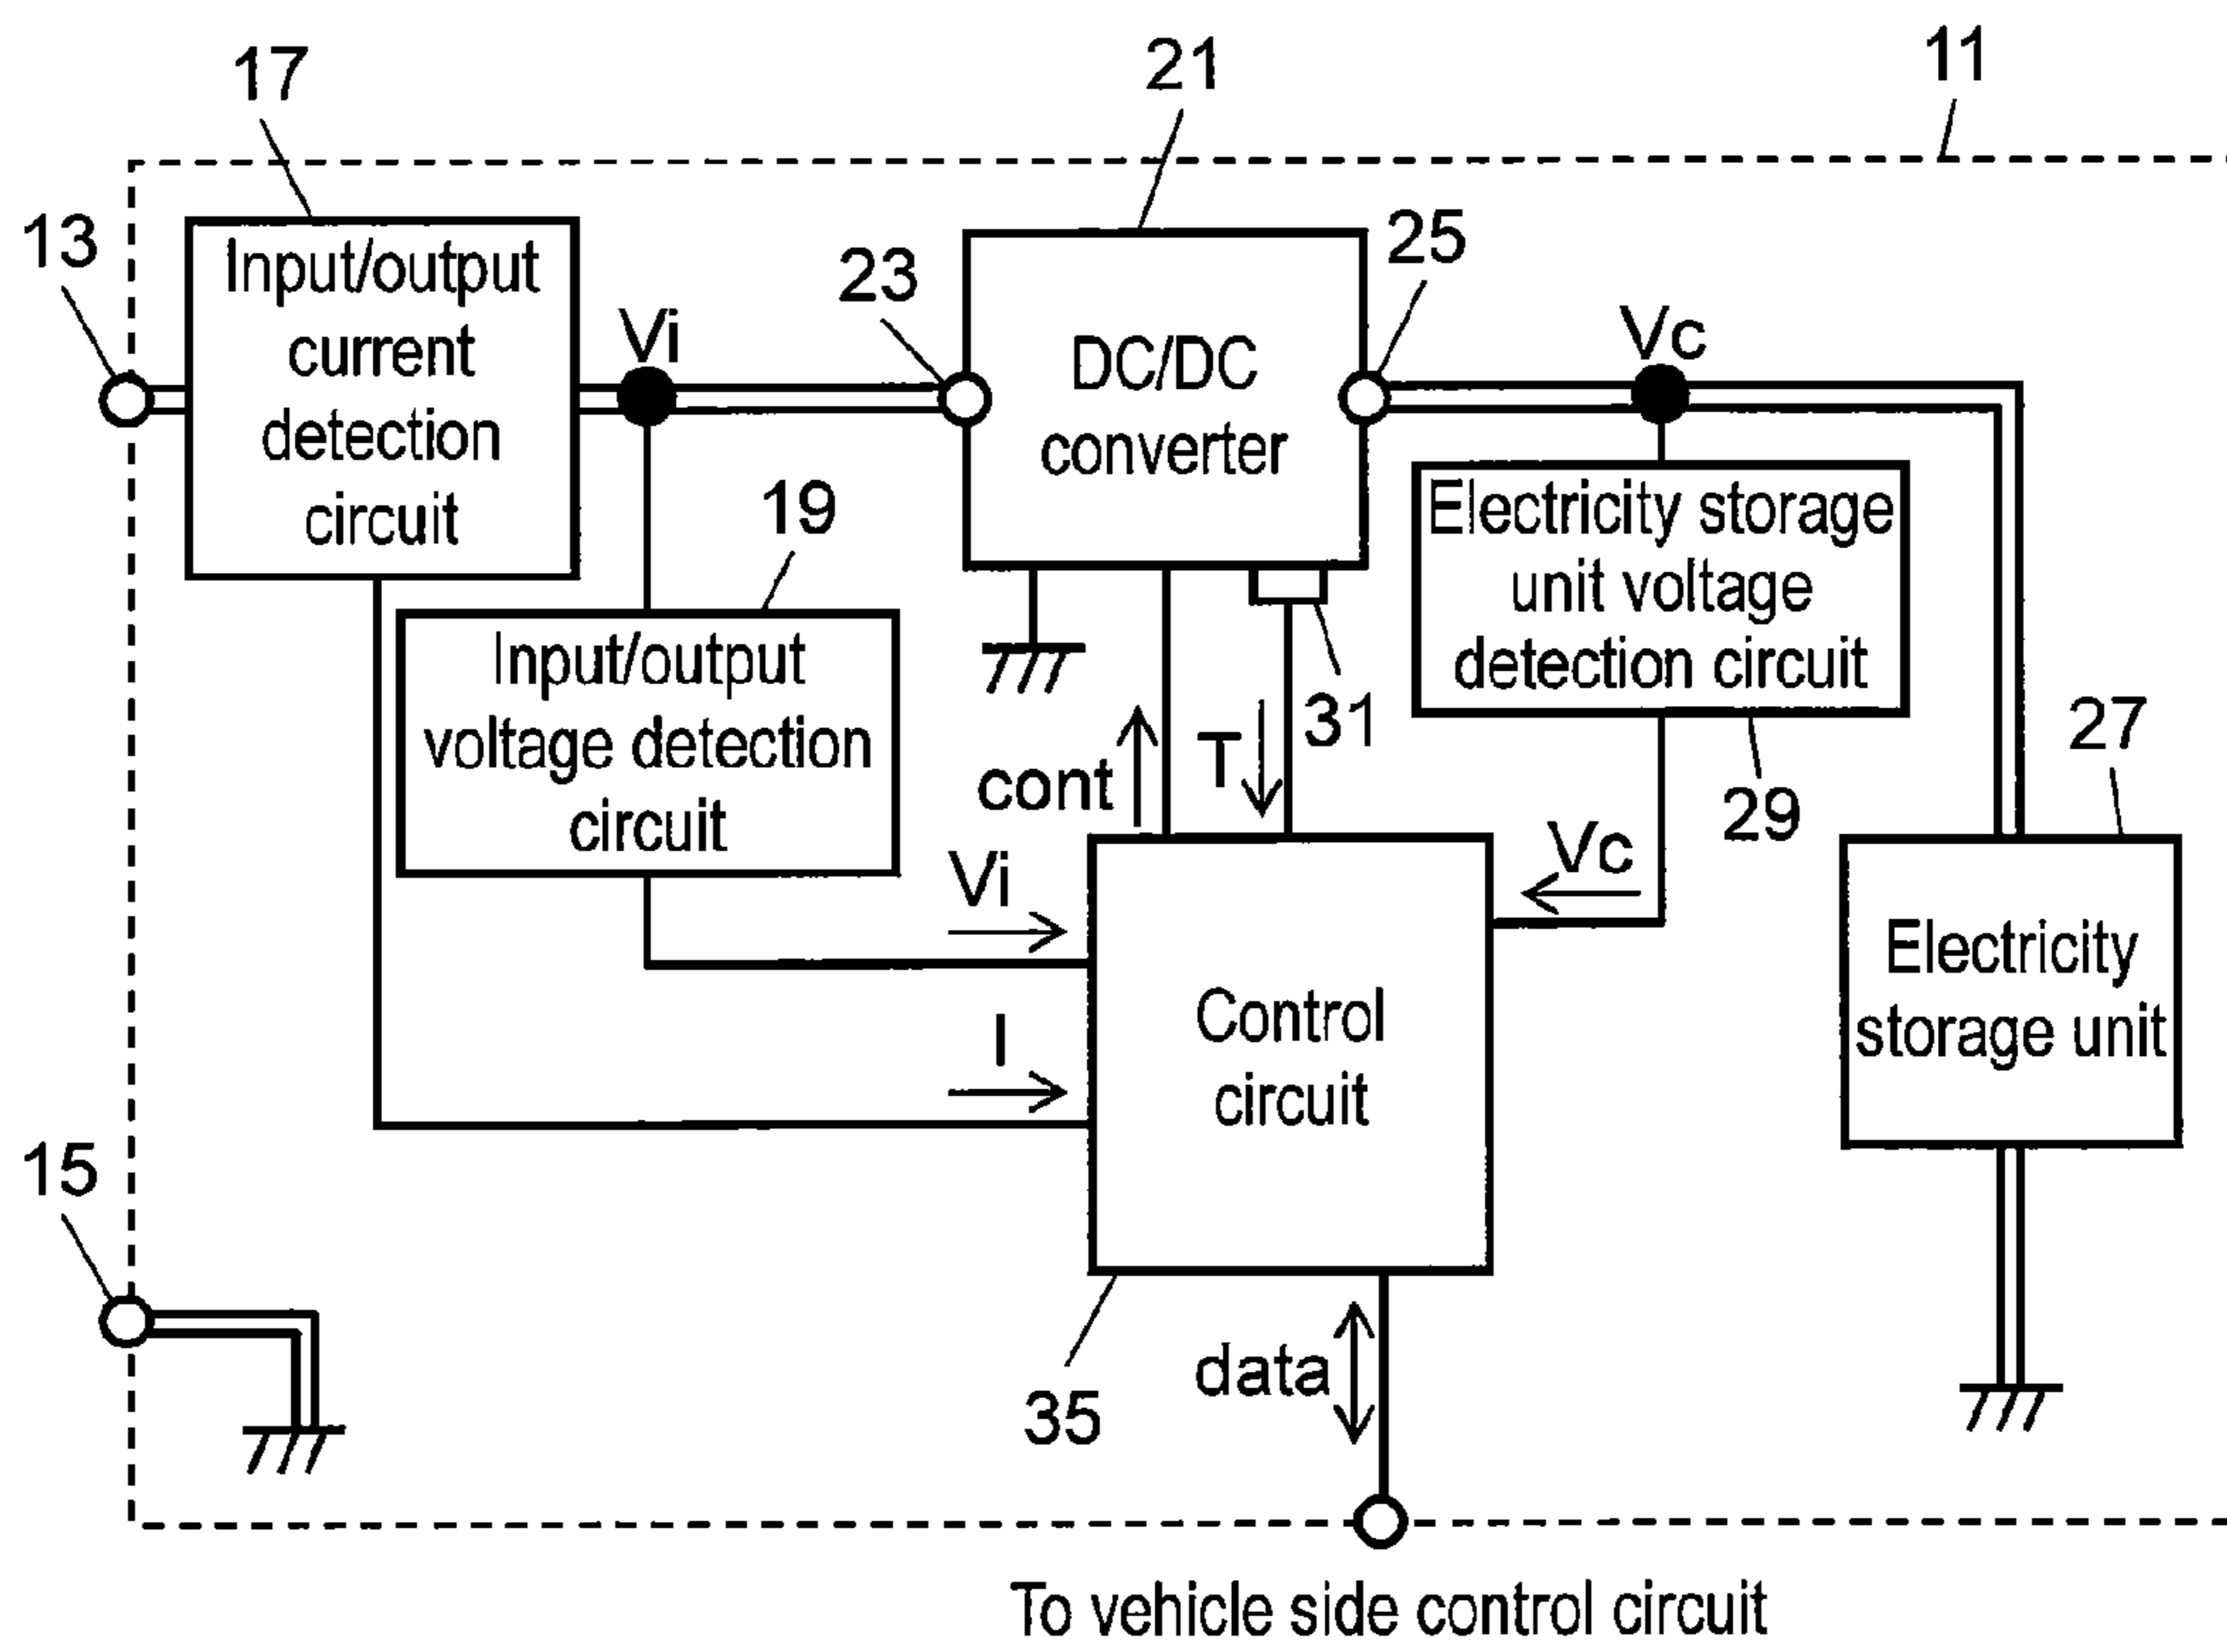 17
21
11
13
Input/output
current
detection
circuit
Vi
23
DC/DC
converter
25
Vc
19
Input/output
voltage detection
circuit
Electricity storage
unit voltage
detection circuit
31
29
27
cont
T
Vi
Vc
I
Control
circuit
Electricity
storage unit
15
35
data
To vehicle side control circuit